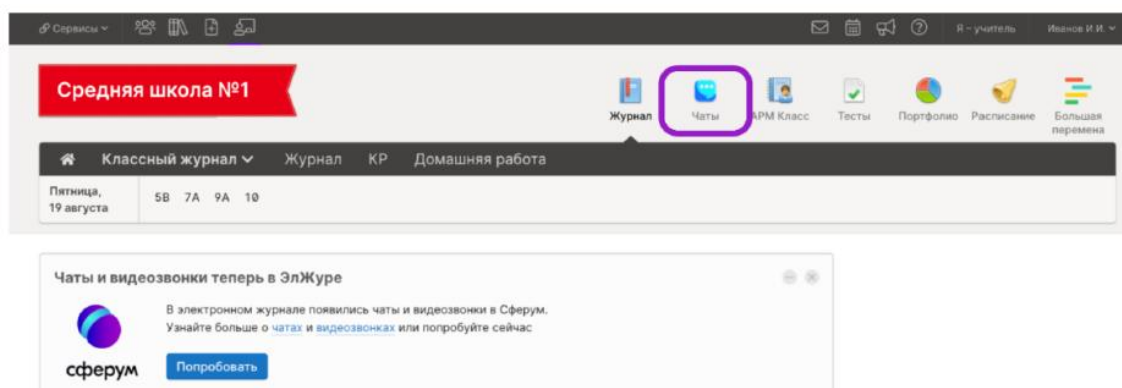 Сервисы
Я - учитель
Иванов И.И.
Средняя школа №1
Журнал
Чаты
АРМ Класс
Тесты
Портфолио
Расписание
Большая
перемена
Классный журнал
Журнал
КР
Домашняя работа
Пятница,
19 августа
5В 7А 9А 10
Чаты и видеозвонки теперь в ЭлЖуре
В электронном журнале появились чаты и видеозвонки в Сферум.
Узнайте больше о чатах и видеозвонках или попробуйте сейчас
сферум
Попробовать